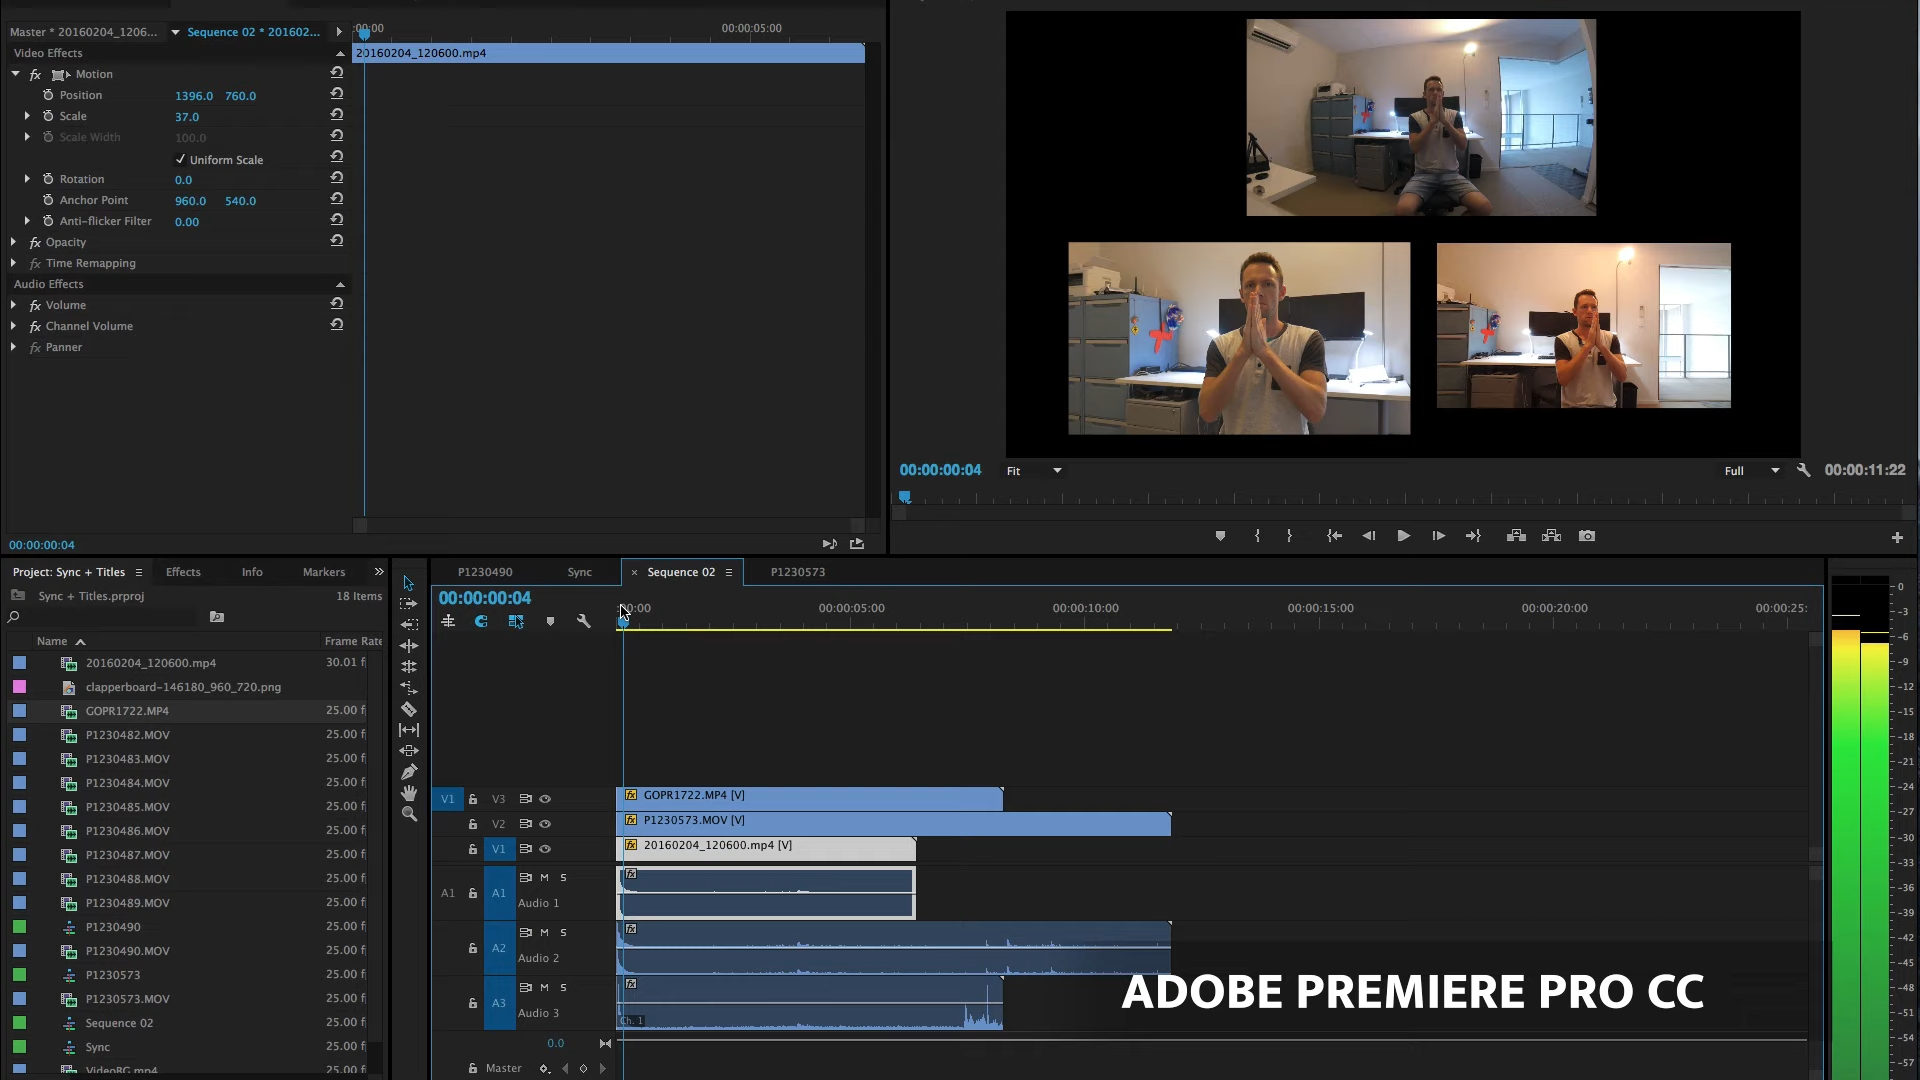 Master * 20160204_1206...
Sequence 02 * 201602...
:00:00
00:00:05:00
Video Effects
20160204_120600.mp4
fx Motion
Position 1396.0 760.0
Scale 37.0
Scale Width 100.0
✓ Uniform Scale
Rotation 0.0
Anchor Point 960.0 540.0
Anti-flicker Filter 0.00
fx Opacity
fx Time Remapping
Audio Effects
fx Volume
fx Channel Volume
fx Panner
00:00:00:04
00:00:00:04 Fit Full 00:00:11:22
Project: Sync + Titles Effects Info Markers
Sync + Titles.prproj 18 Items
Name Frame Rate
20160204_120600.mp4 30.01 f
clapperboard-146180_960_720.png
GOPR1722.MP4 25.00 f
P1230482.MOV 25.00 f
P1230483.MOV 25.00 f
P1230484.MOV 25.00 f
P1230485.MOV 25.00 f
P1230486.MOV 25.00 f
P1230487.MOV 25.00 f
P1230488.MOV 25.00 f
P1230489.MOV 25.00 f
P1230490 25.00 f
P1230490.MOV 25.00 f
P1230573 25.00 f
P1230573.MOV 25.00 f
Sequence 02 25.00 f
Sync 25.00 f
VideoBG.mp4 25.00 f
P1230490 Sync × Sequence 02 P1230573
00:00:00:04
:00:00 00:00:05:00 00:00:10:00 00:00:15:00 00:00:20:00 00:00:25:
V1 V3 fx GOPR1722.MP4 [V]
V2 fx P1230573.MOV [V]
V1 fx 20160204_120600.mp4 [V]
A1 A1 M S fx
Audio 1
A2 M S fx
Audio 2
A3 M S fx
Audio 3
Ch. 1
0.0
Master
ADOBE PREMIERE PRO CC
0
-3
-6
-9
-12
-15
-18
-21
-24
-27
-30
-33
-36
-39
-42
-45
-48
-51
-54
-57